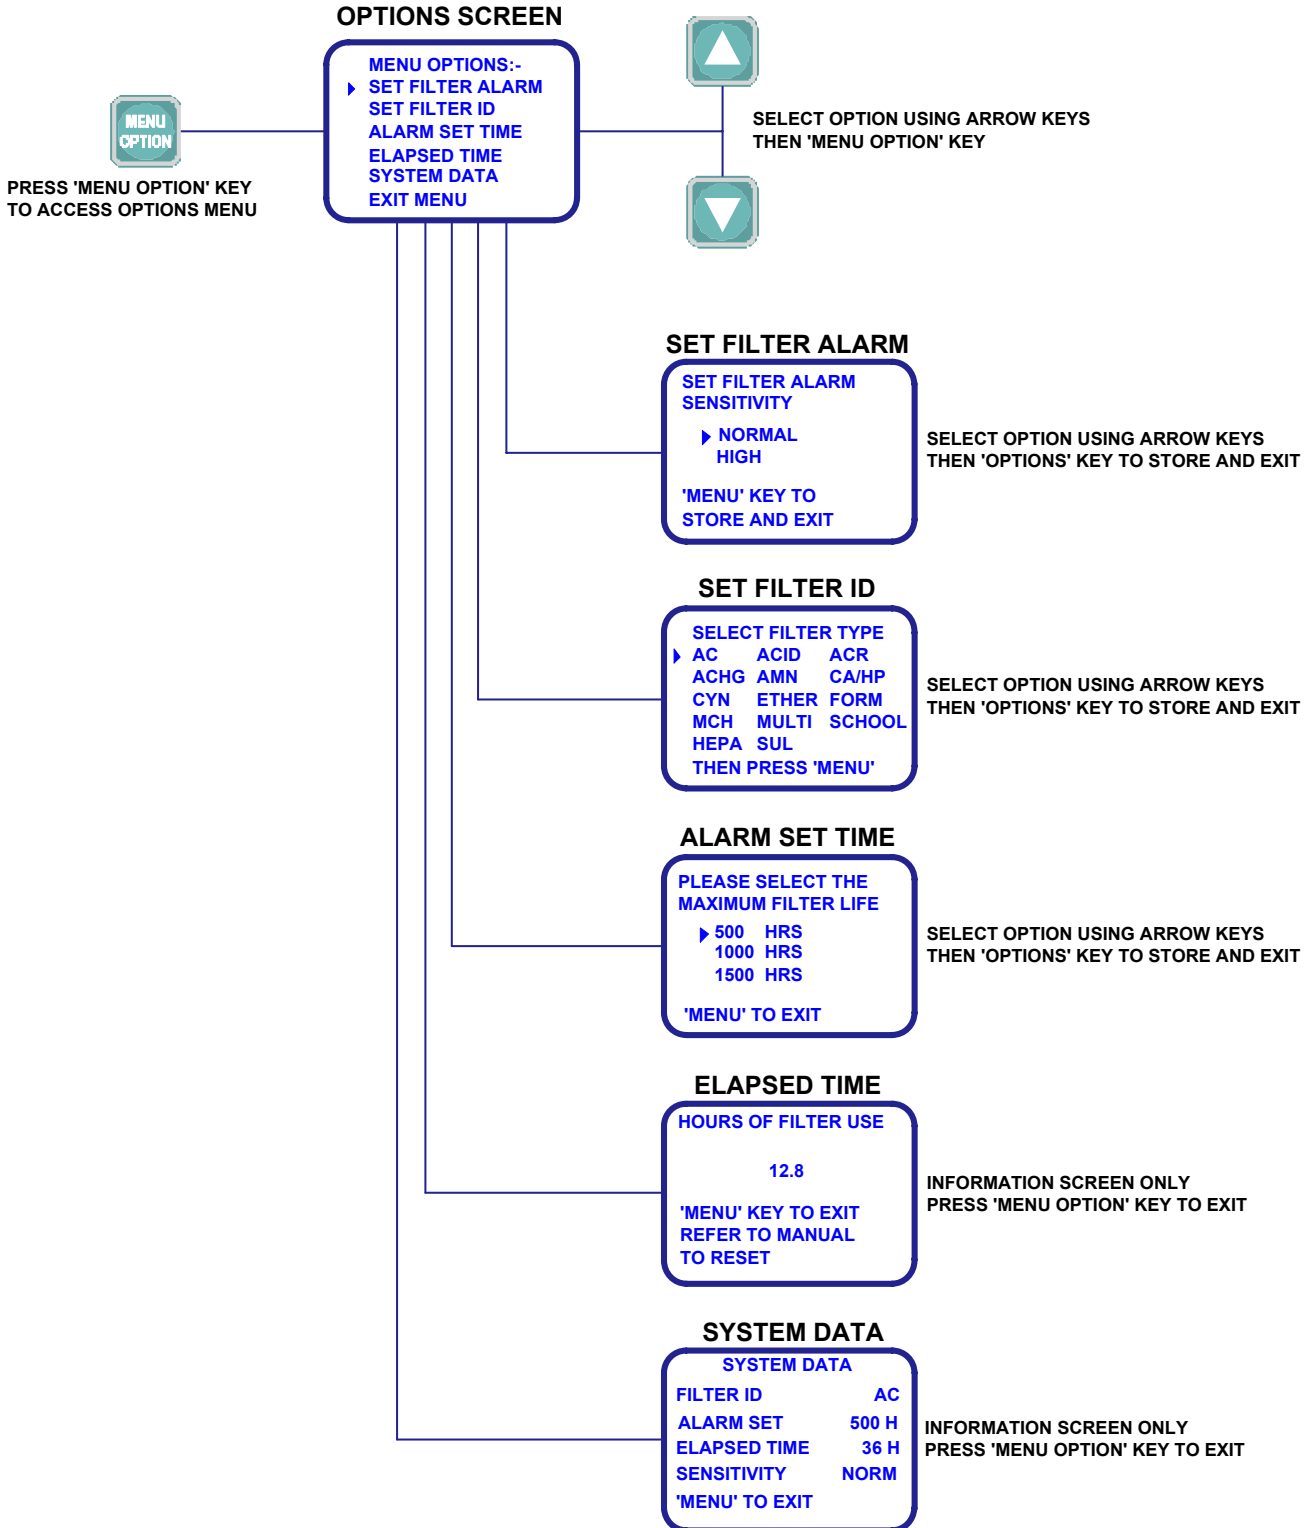 OPTIONS SCREEN
MENU OPTIONS:-
SET FILTER ALARM
SET FILTER ID
ALARM SET TIME
ELAPSED TIME
SYSTEM DATA
EXIT MENU
MENU
OPTION
PRESS 'MENU OPTION' KEY
TO ACCESS OPTIONS MENU
SELECT OPTION USING ARROW KEYS
THEN 'MENU OPTION' KEY
SET FILTER ALARM
SET FILTER ALARM
SENSITIVITY
NORMAL
HIGH
'MENU' KEY TO
STORE AND EXIT
SELECT OPTION USING ARROW KEYS
THEN 'OPTIONS' KEY TO STORE AND EXIT
SET FILTER ID
SELECT FILTER TYPE
AC ACID ACR
ACHG AMN CA/HP
CYN ETHER FORM
MCH MULTI SCHOOL
HEPA SUL
THEN PRESS 'MENU'
SELECT OPTION USING ARROW KEYS
THEN 'OPTIONS' KEY TO STORE AND EXIT
ALARM SET TIME
PLEASE SELECT THE
MAXIMUM FILTER LIFE
500 HRS
1000 HRS
1500 HRS
'MENU' TO EXIT
SELECT OPTION USING ARROW KEYS
THEN 'OPTIONS' KEY TO STORE AND EXIT
ELAPSED TIME
HOURS OF FILTER USE
12.8
'MENU' KEY TO EXIT
REFER TO MANUAL
TO RESET
INFORMATION SCREEN ONLY
PRESS 'MENU OPTION' KEY TO EXIT
SYSTEM DATA
SYSTEM DATA
FILTER ID AC
ALARM SET 500 H
ELAPSED TIME 36 H
SENSITIVITY NORM
'MENU' TO EXIT
INFORMATION SCREEN ONLY
PRESS 'MENU OPTION' KEY TO EXIT